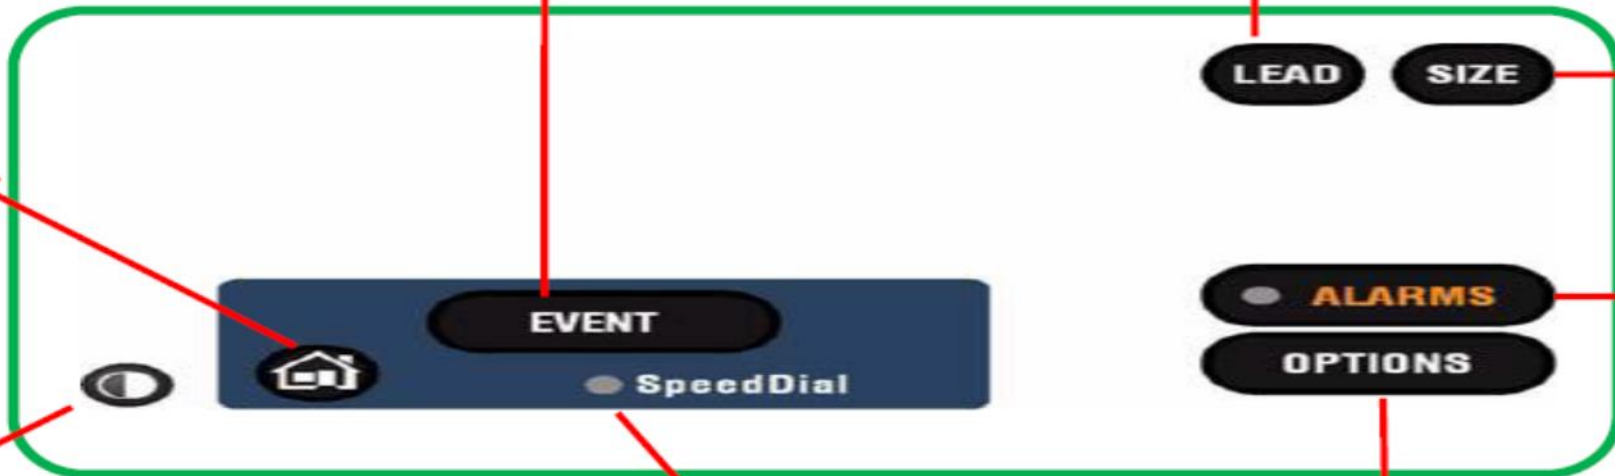 LEAD SIZE
ALARMS
EVENT
OPTIONS
SpeedDial